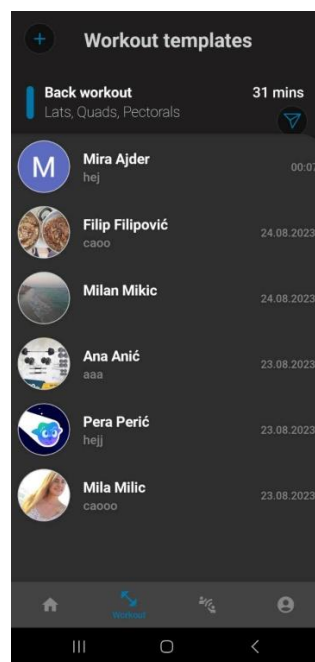 Workout templates
Back workout 31 mins
Lats, Quads, Pectorals
M
Mira Ajder 00:07
hej
Filip Filipović 24.08.2023
caoo
Milan Mikic 24.08.2023
Ana Anić 23.08.2023
aaa
Pera Perić 23.08.2023
hejj
Mila Milic 23.08.2023
caooo
Workout